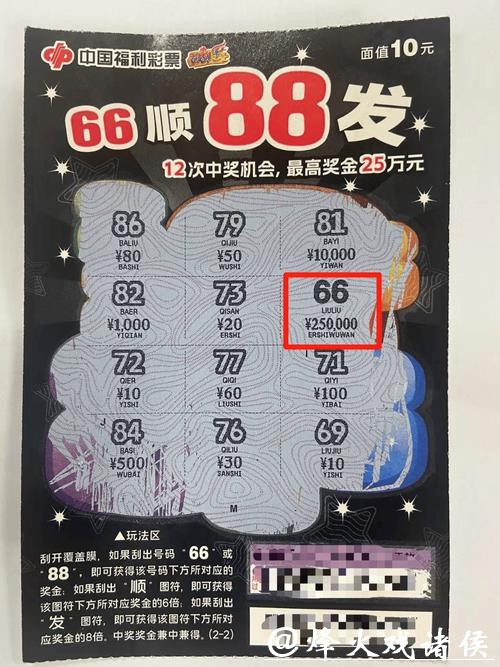 中国福利彩票
面值10元
66 顺 88 发
12次中奖机会，最高奖金25万元
86 79 81
BALIU QIJIU BAYI
¥80 ¥50 ¥10,000
BASHI WUSHI YIWAN
82 73 66
BAER QISAN LIULIU
¥1,000 ¥20 ¥250,000
YIQIAN ERSHI ERSHIWUWAN
72 77 71
QIER QIQI QIYI
¥10 ¥60 ¥100
YISHI LIUSHI YIBAI
84 76 69
BASI QILIU LIUJIU
¥500 ¥30 ¥10
WUBAI SANSHI YISHI
M
▲玩法区
刮开覆盖膜，如果刮出号码“66”或
“88”，即可获得该号码下方所对应的
奖金；如果刮出“顺”图符，即可获得
该图符下方所对应奖金的6倍；如果刮出
“发”图符，即可获得该图符下方所对
应奖金的8倍。中奖奖金兼中兼得。(2-2)
@烽火戏诸侯